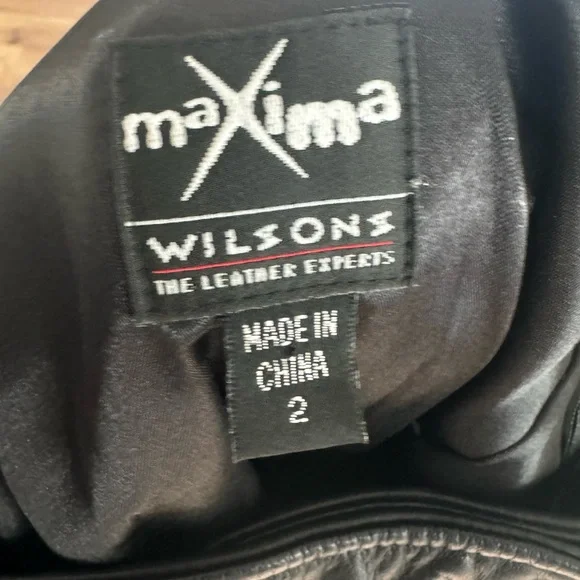 maXima
WILSONS
THE LEATHER EXPERTS
MADE IN
CHINA
2